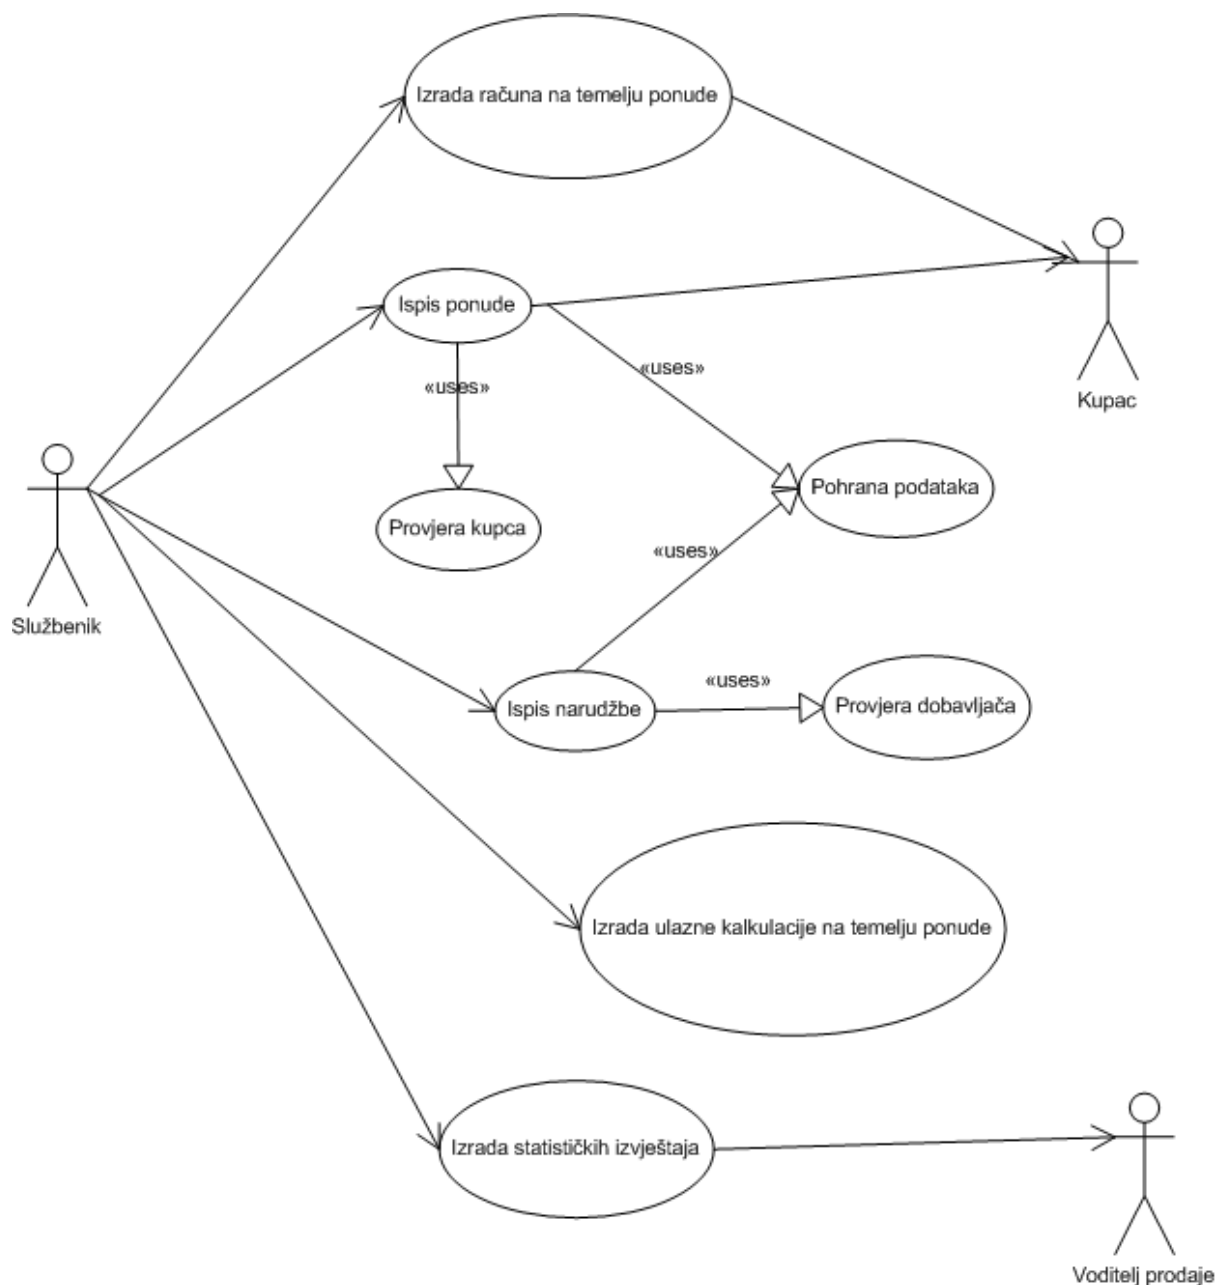 Izrada računa na temelju ponude
Ispis ponude
«uses»
«uses»
Kupac
Pohrana podataka
Provjera kupca
«uses»
Službenik
«uses»
Ispis narudžbe
Provjera dobavljača
Izrada ulazne kalkulacije na temelju ponude
Izrada statističkih izvještaja
Voditelj prodaje